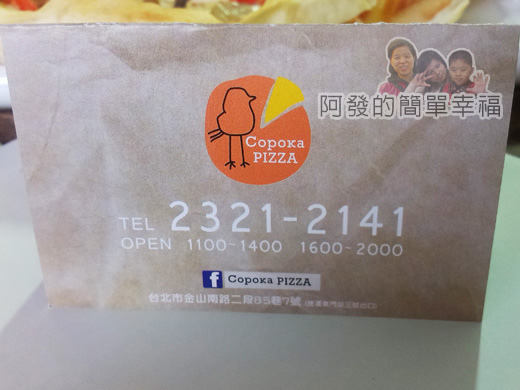 阿發的簡單幸福
Copoka
PIZZA
TEL 2321-2141
OPEN 1100~1400 1600~2000
f Copoka PIZZA
台北市金山南路二段85巷7號